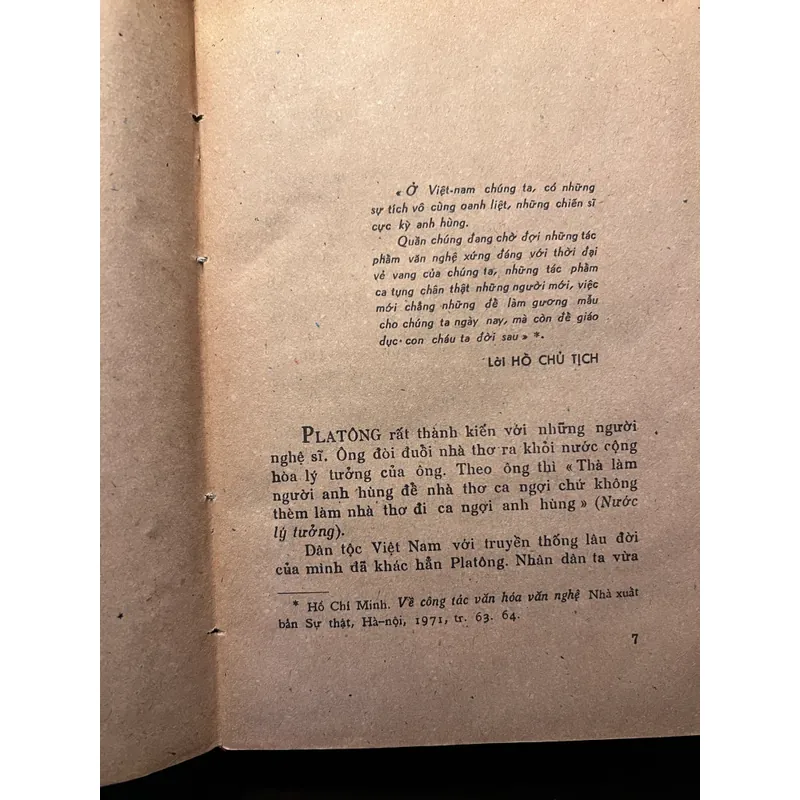 « Ở Việt-nam chúng ta, có những
sự tích vô cùng oanh liệt, những chiến sĩ
cực kỳ anh hùng.
Quần chúng đang chờ đợi những tác
phẩm văn nghệ xứng đáng với thời đại
vẻ vang của chúng ta, những tác phẩm
ca tụng chân thật những người mới, việc
mới chẳng những để làm gương mẫu
cho chúng ta ngày nay, mà còn để giáo
dục con cháu ta đời sau » *.
Lời HỒ CHỦ TỊCH
PLATÔNG rất thành kiến với những người
nghệ sĩ. Ông đòi đuổi nhà thơ ra khỏi nước cộng
hòa lý tưởng của ông. Theo ông thì « Thà làm
người anh hùng để nhà thơ ca ngợi chứ không
thèm làm nhà thơ đi ca ngợi anh hùng » (Nước
lý tưởng).
Dân tộc Việt Nam với truyền thống lâu đời
của mình đã khác hẳn Platông. Nhân dân ta vừa
* Hồ Chí Minh. Về công tác văn hóa văn nghệ Nhà xuất
bản Sự thật, Hà-nội, 1971, tr. 63. 64.
7